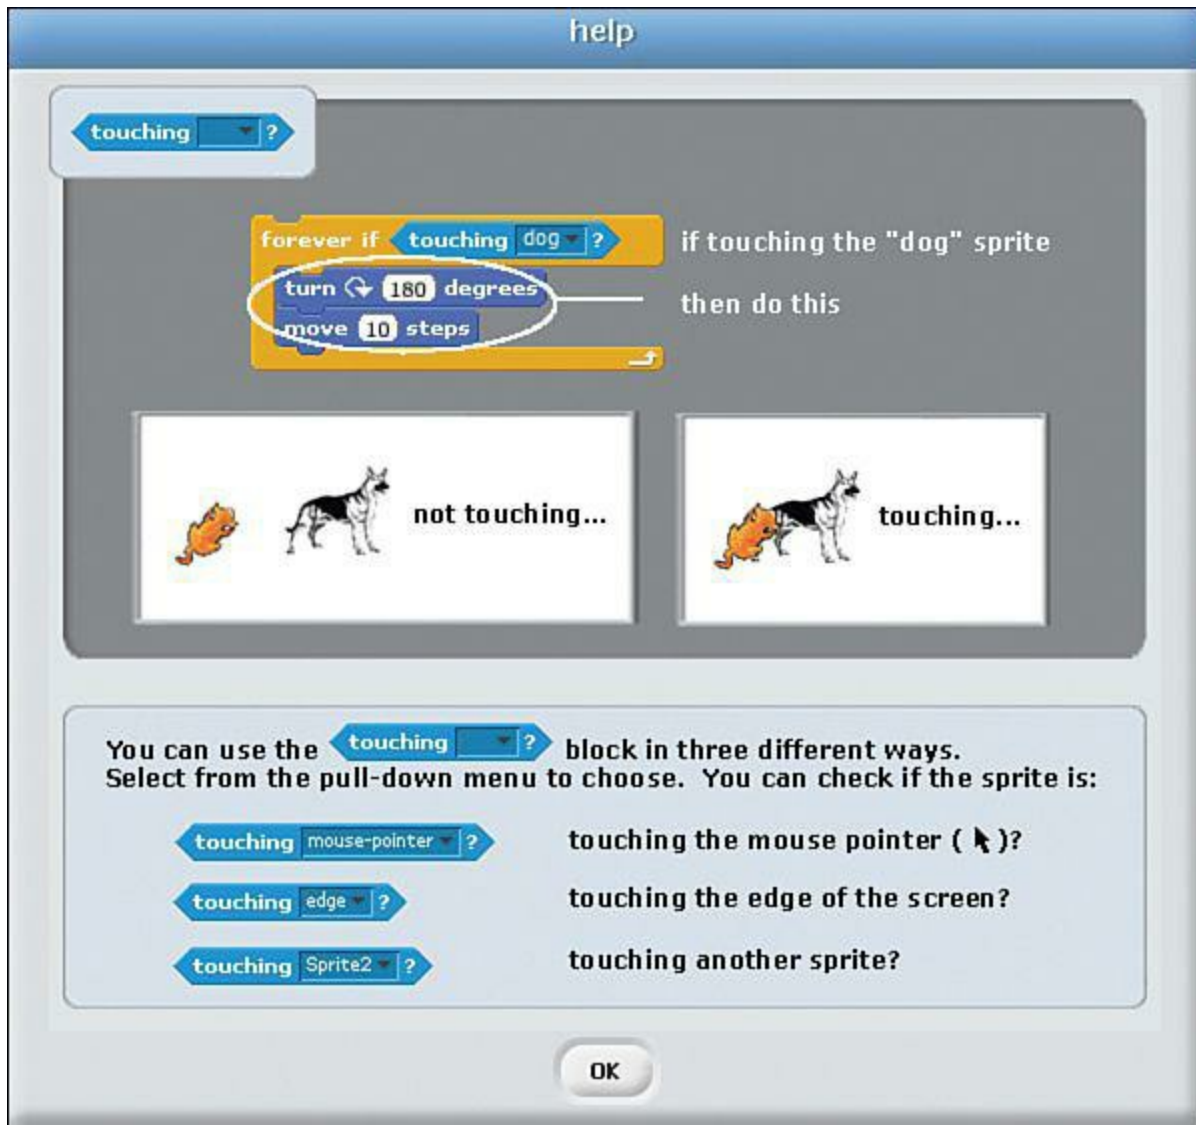 help
touching ?
forever if touching dog ? if touching the "dog" sprite
turn 180 degrees then do this
move 10 steps
not touching... touching...
You can use the touching ? block in three different ways.
Select from the pull-down menu to choose. You can check if the sprite is:
touching mouse-pointer ? touching the mouse pointer ( )?
touching edge ? touching the edge of the screen?
touching Sprite2 ? touching another sprite?
OK